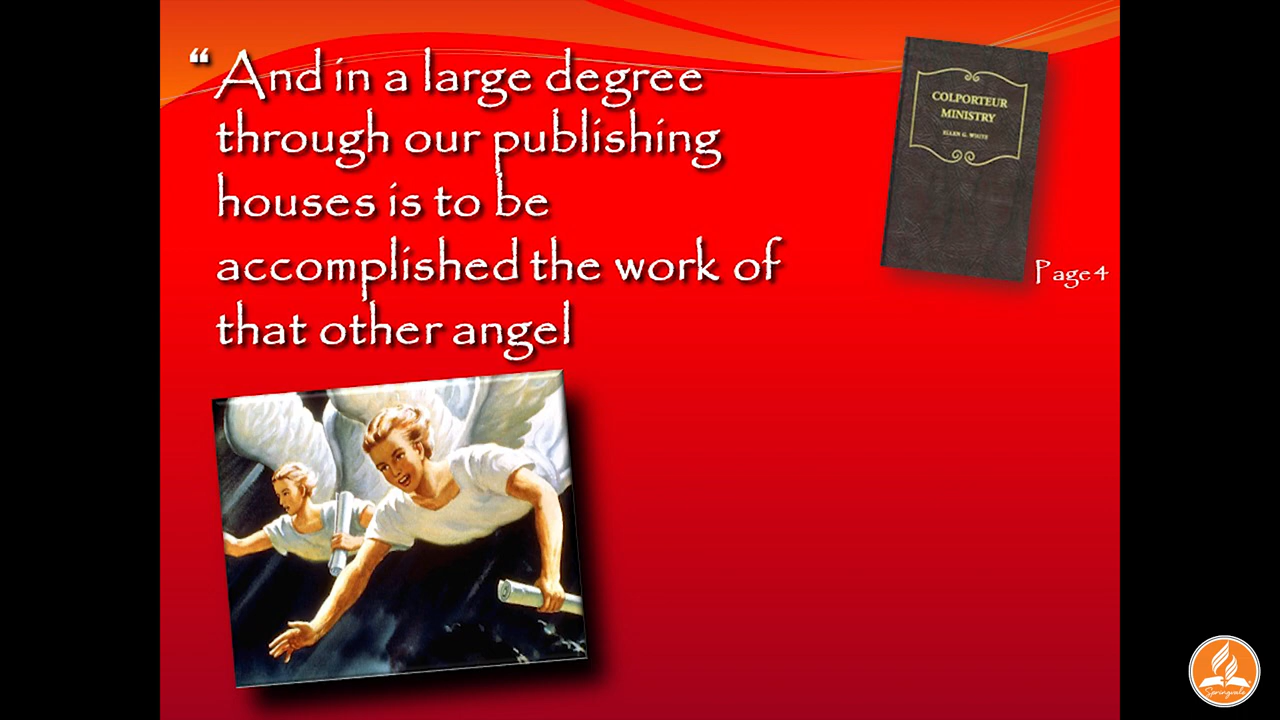 “ And in a large degree
through our publishing
houses is to be
accomplished the work of
that other angel
COLPORTEUR
MINISTRY
ELLEN G. WHITE
Page 4
Springvale